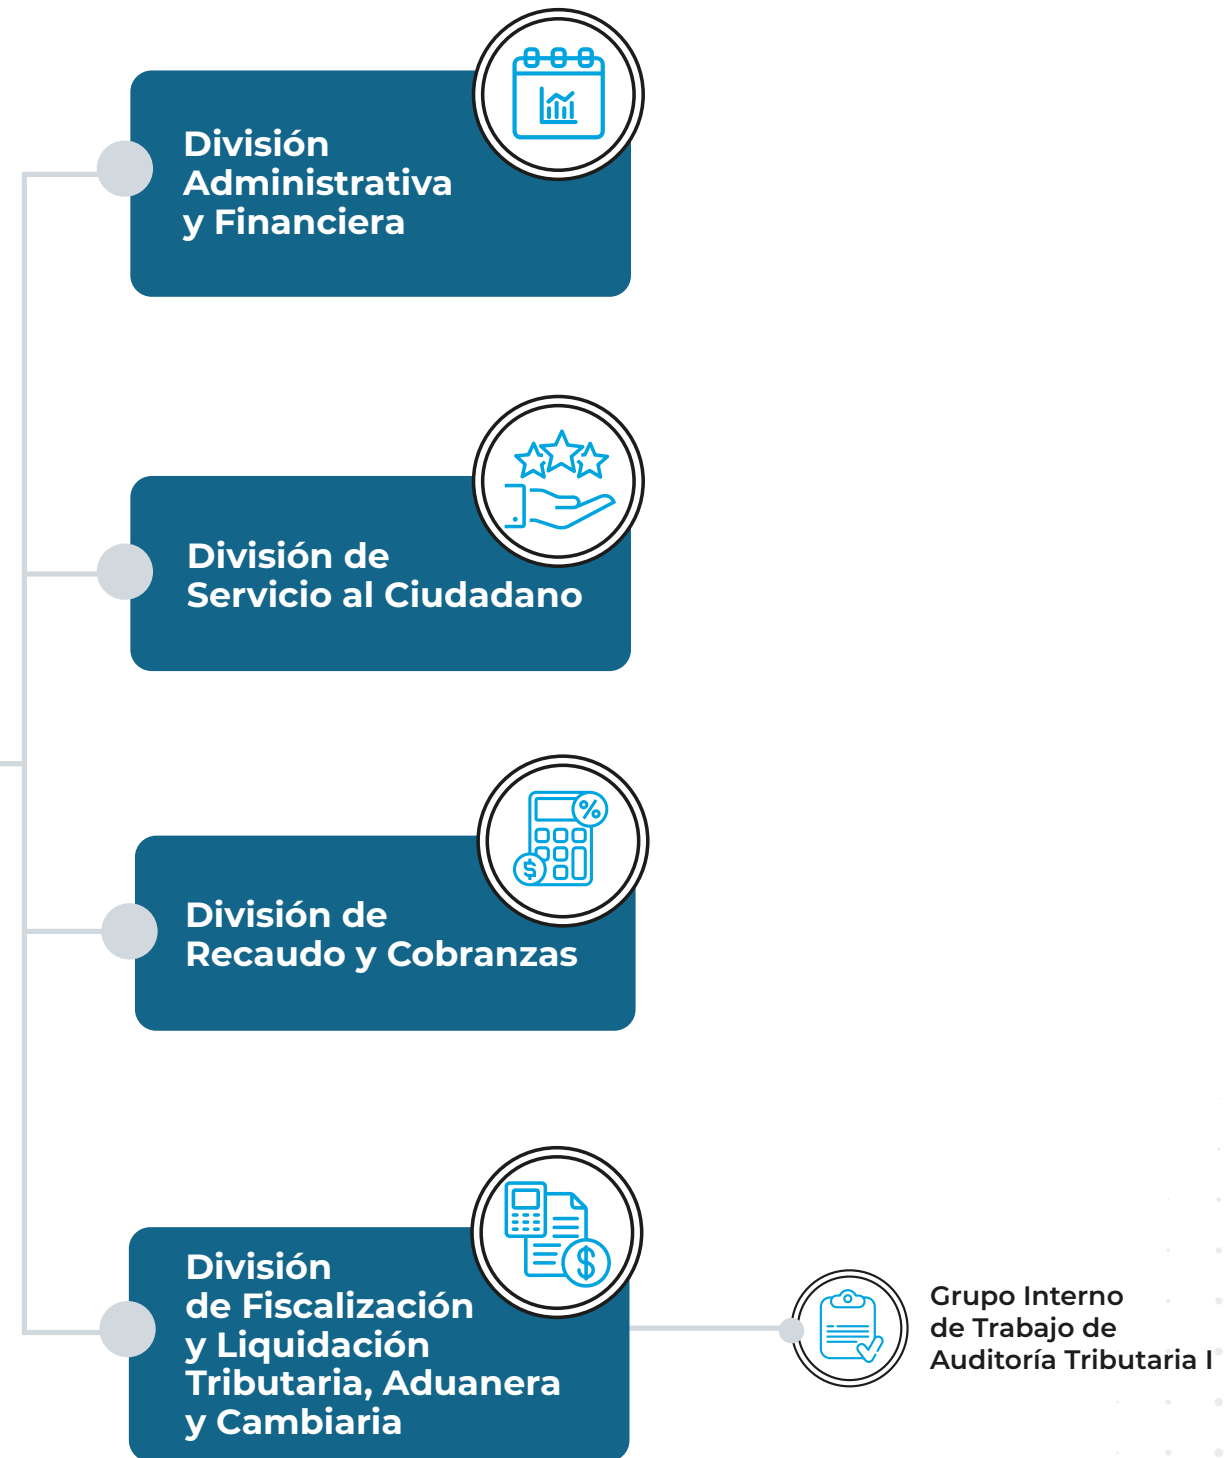 División
Administrativa
y Financiera
División de
Servicio al Ciudadano
División de
Recaudo y Cobranzas
División
de Fiscalización
y Liquidación
Tributaria, Aduanera
y Cambiaria
Grupo Interno
de Trabajo de
Auditoría Tributaria I